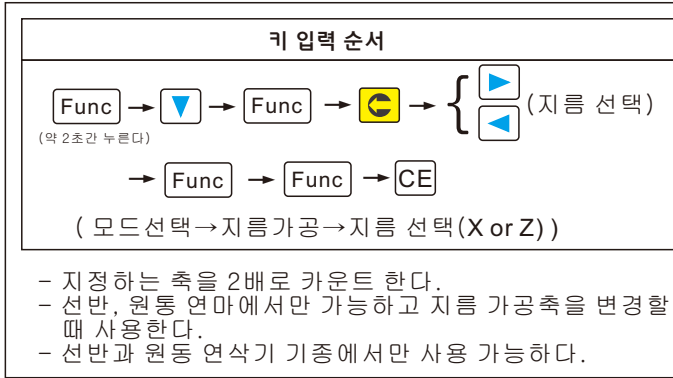 키 입력 순서
Func → ▼ → Func → → { ▶ ◀ (지름 선택)
(약 2초간 누른다)
→ Func → Func → CE
( 모드선택→지름가공→지름 선택(X or Z) )
- 지정하는 축을 2배로 카운트 한다.
- 선반, 원통 연마에서만 가능하고 지름 가공축을 변경할
때 사용한다.
- 선반과 원동 연삭기 기종에서만 사용 가능하다.